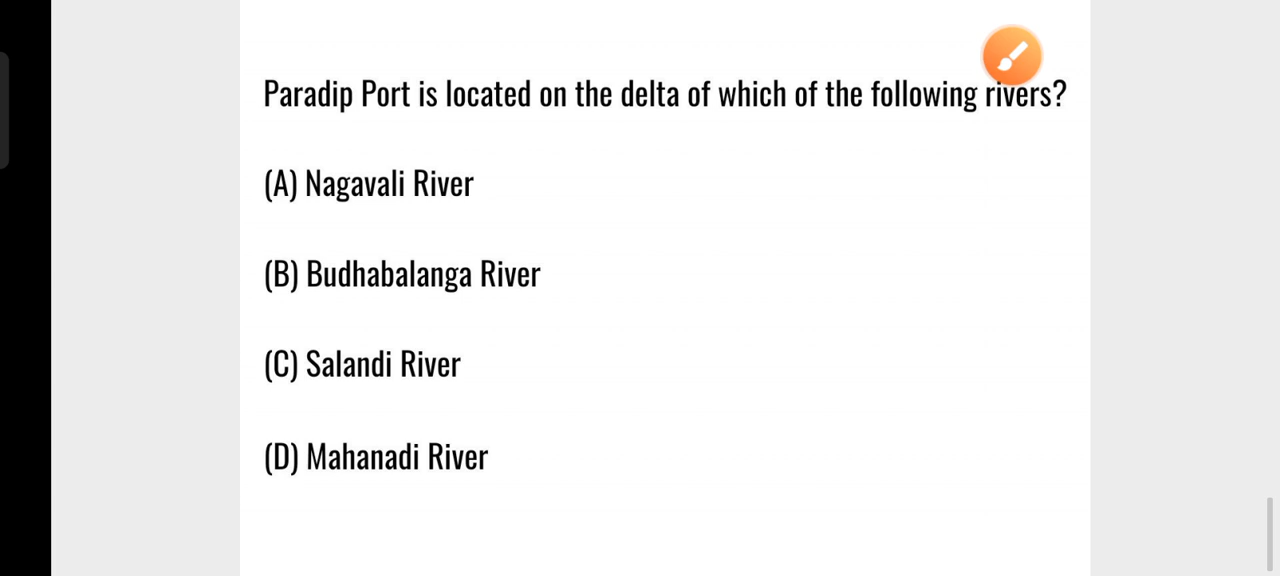 Paradip Port is located on the delta of which of the following rivers?
(A) Nagavali River
(B) Budhabalanga River
(C) Salandi River
(D) Mahanadi River